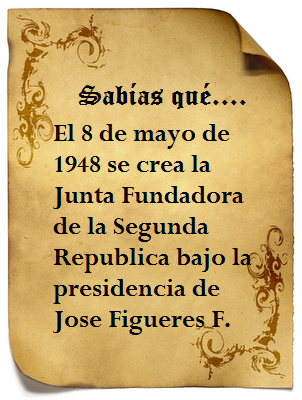 Sabías qué....
El 8 de mayo de
1948 se crea la
Junta Fundadora
de la Segunda
Republica bajo la
presidencia de
Jose Figueres F.